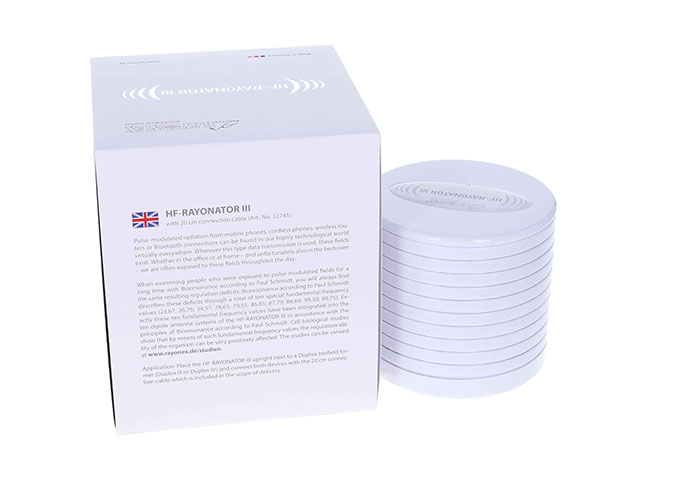 HF-RAYONATOR III
HF-RAYONATOR III
with 20 cm connection cable (Art.-No. 32745)
Pulse-modulated radiation from mobile phones, cordless phones, wireless rou-
ters or Bluetooth connections can be found in our highly technological world
virtually everywhere. Wherever this type data transmission is used, these fields
exist. Whether in the office or at home – and unfortunately also in the bedroom
– we are often exposed to these fields throughout the day.
When examining people who were exposed to pulse-modulated fields for a
long time with Bioresonance according to Paul Schmidt, you will always find
the same resulting regulation deficits. Bioresonance according to Paul Schmidt
describes these deficits through a total of ten special fundamental frequency
values (23,67; 26,76; 34,37; 78,65; 79,55; 86,85; 87,79; 88,64; 99,39; 99,75). Ex-
actly these ten fundamental frequency values have been integrated into the
ten dipole antenna systems of the HF-RAYONATOR III in accordance with the
principles of Bioresonance according to Paul Schmidt. Cell biological studies
show that by means of such fundamental frequency values the regulation abi-
lity of the organism can be very positively affected. The studies can be viewed
at www.rayonex.de/studien.
Application: Place the HF-RAYONATOR III upright next to a Duplex biofield for-
mer (Duplex III or Duplex IV) and connect both devices with the 20 cm connec-
tion cable which is included in the scope of delivery.
HF-RAYONATOR III